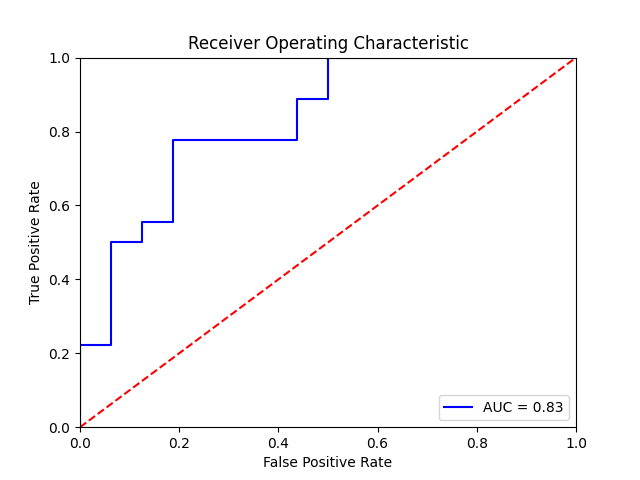 Receiver Operating Characteristic
1.0
0.8
0.6
0.4
0.2
0.0
True Positive Rate
AUC = 0.83
0.0 0.2 0.4 0.6 0.8 1.0
False Positive Rate